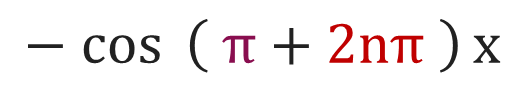 − cos ( π + 2nπ ) x